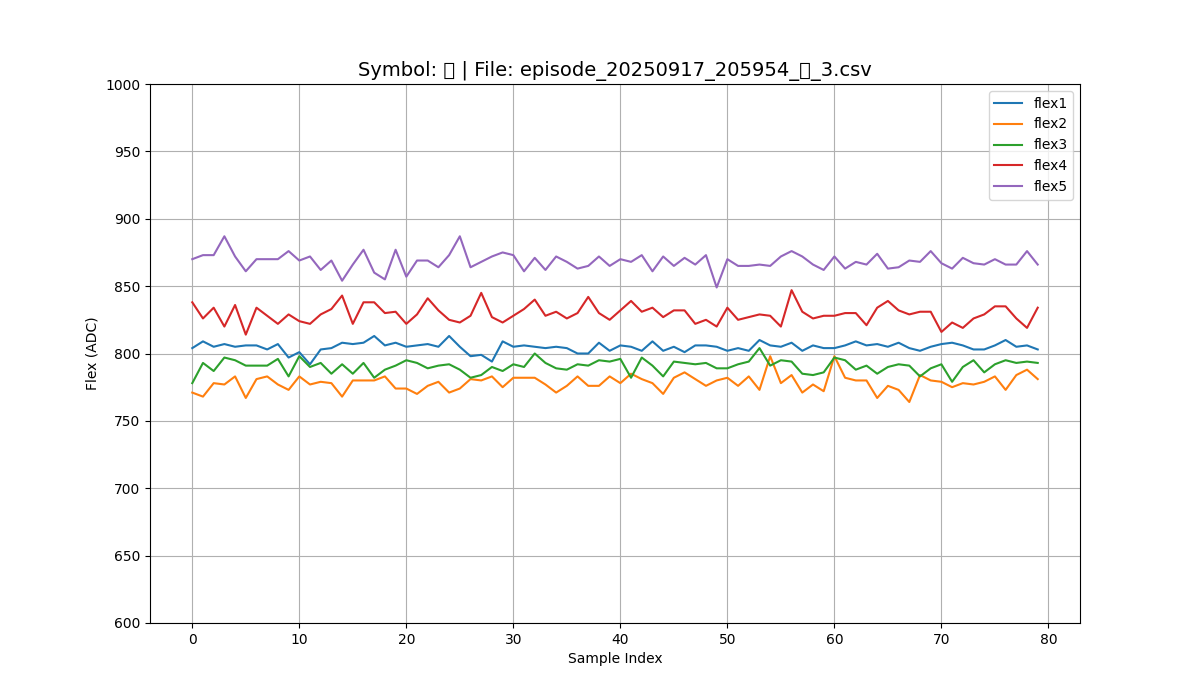 Symbol: | File: episode_20250917_205954_ _3.csv
1000
950
900
850
800
750
700
650
600
Flex (ADC)
flex1
flex2
flex3
flex4
flex5
0 10 20 30 40 50 60 70 80
Sample Index